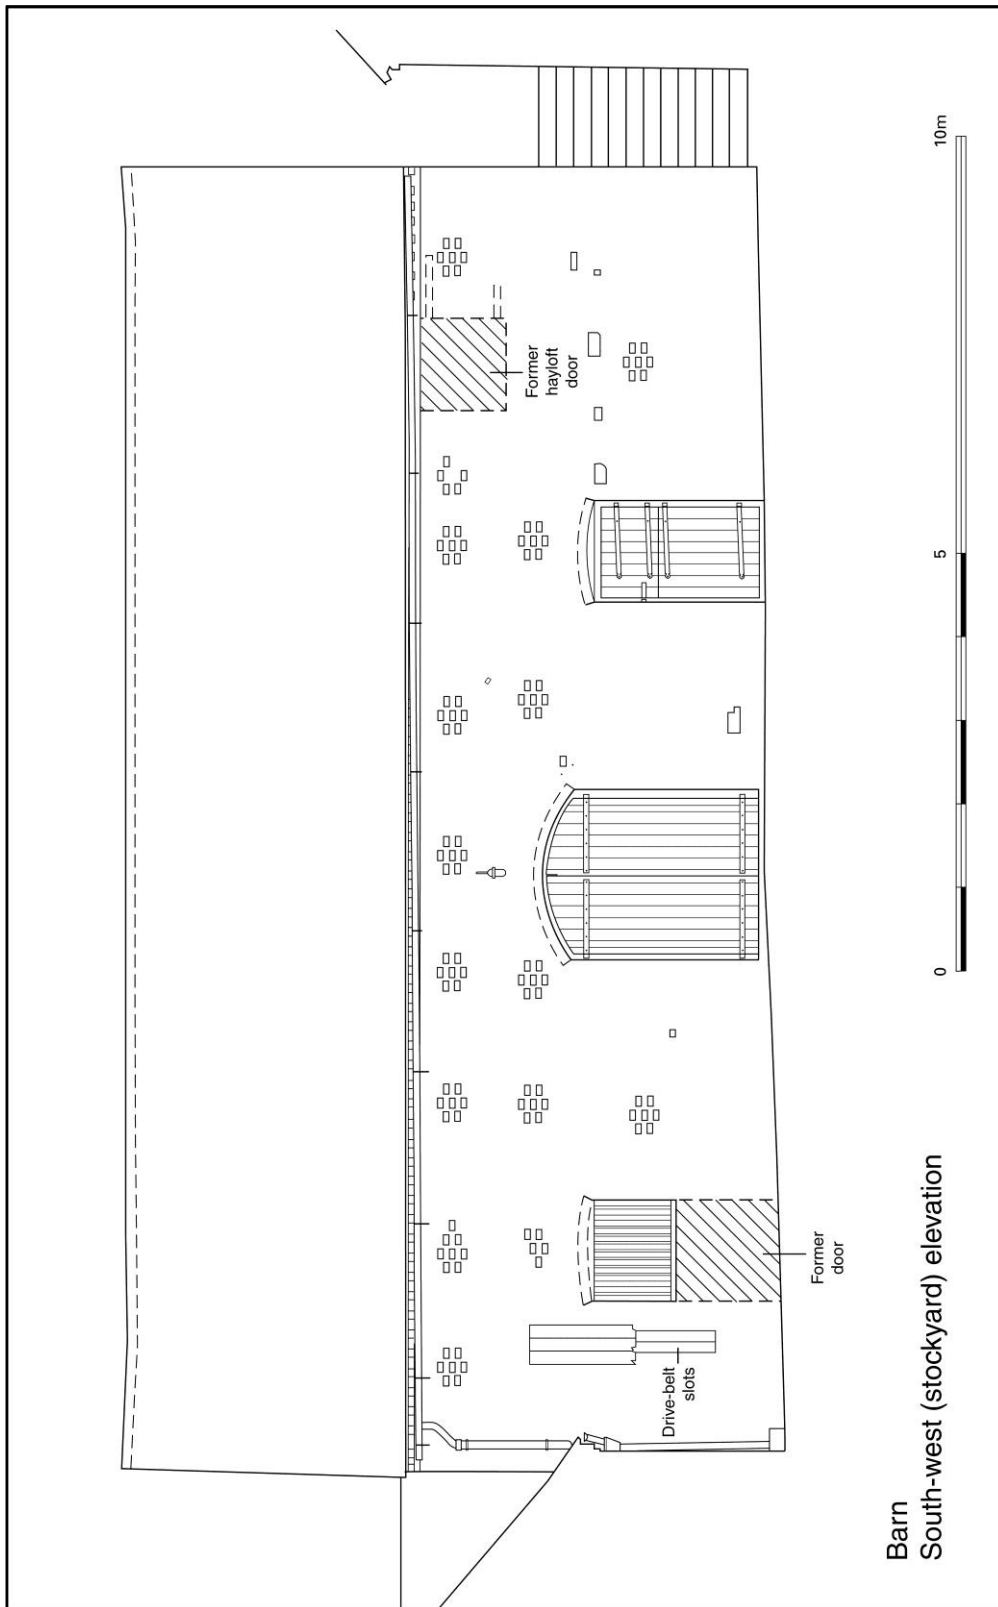 Former
hayloft
door
Drive-belt
slots
Former
door
Barn
South-west (stockyard) elevation
0
5
10m